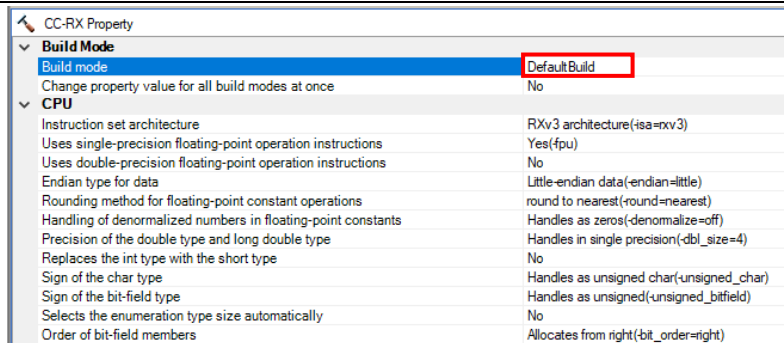 CC-RX Property
Build Mode
Build mode DefaultBuild
Change property value for all build modes at once No
CPU
Instruction set architecture RXv3 architecture(-isa=rxv3)
Uses single-precision floating-point operation instructions Yes(-fpu)
Uses double-precision floating-point operation instructions No
Endian type for data Little-endian data(-endian=little)
Rounding method for floating-point constant operations round to nearest(-round=nearest)
Handling of denormalized numbers in floating-point constants Handles as zeros(-denormalize=off)
Precision of the double type and long double type Handles in single precision(-dbl_size=4)
Replaces the int type with the short type No
Sign of the char type Handles as unsigned char(-unsigned_char)
Sign of the bit-field type Handles as unsigned(-unsigned_bitfield)
Selects the enumeration type size automatically No
Order of bit-field members Allocates from right(-bit_order=right)